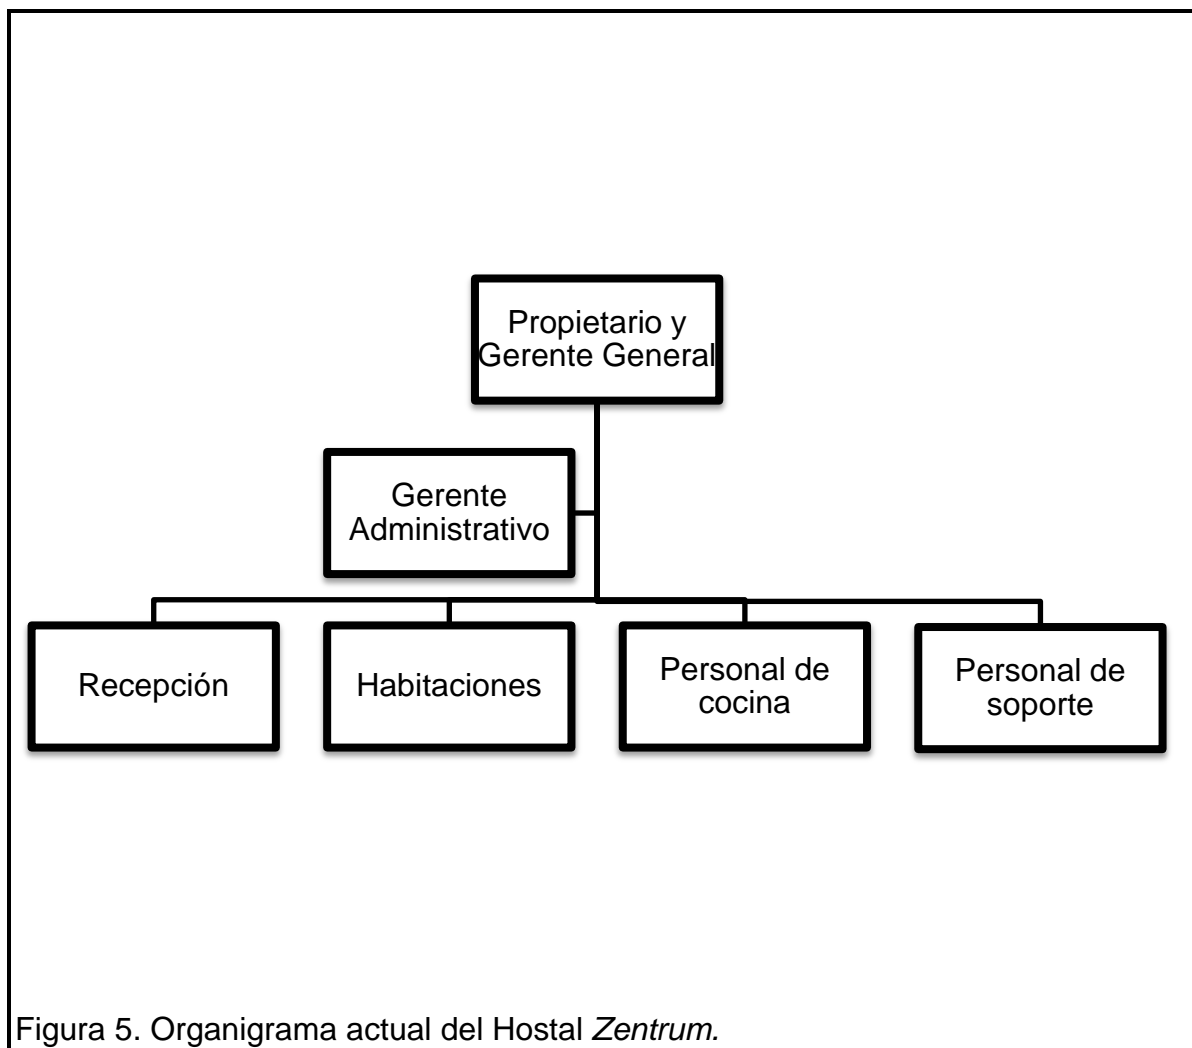 Propietario y
Gerente General
Gerente
Administrativo
Recepción
Habitaciones
Personal de
cocina
Personal de
soporte
Figura 5. Organigrama actual del Hostal Zentrum.